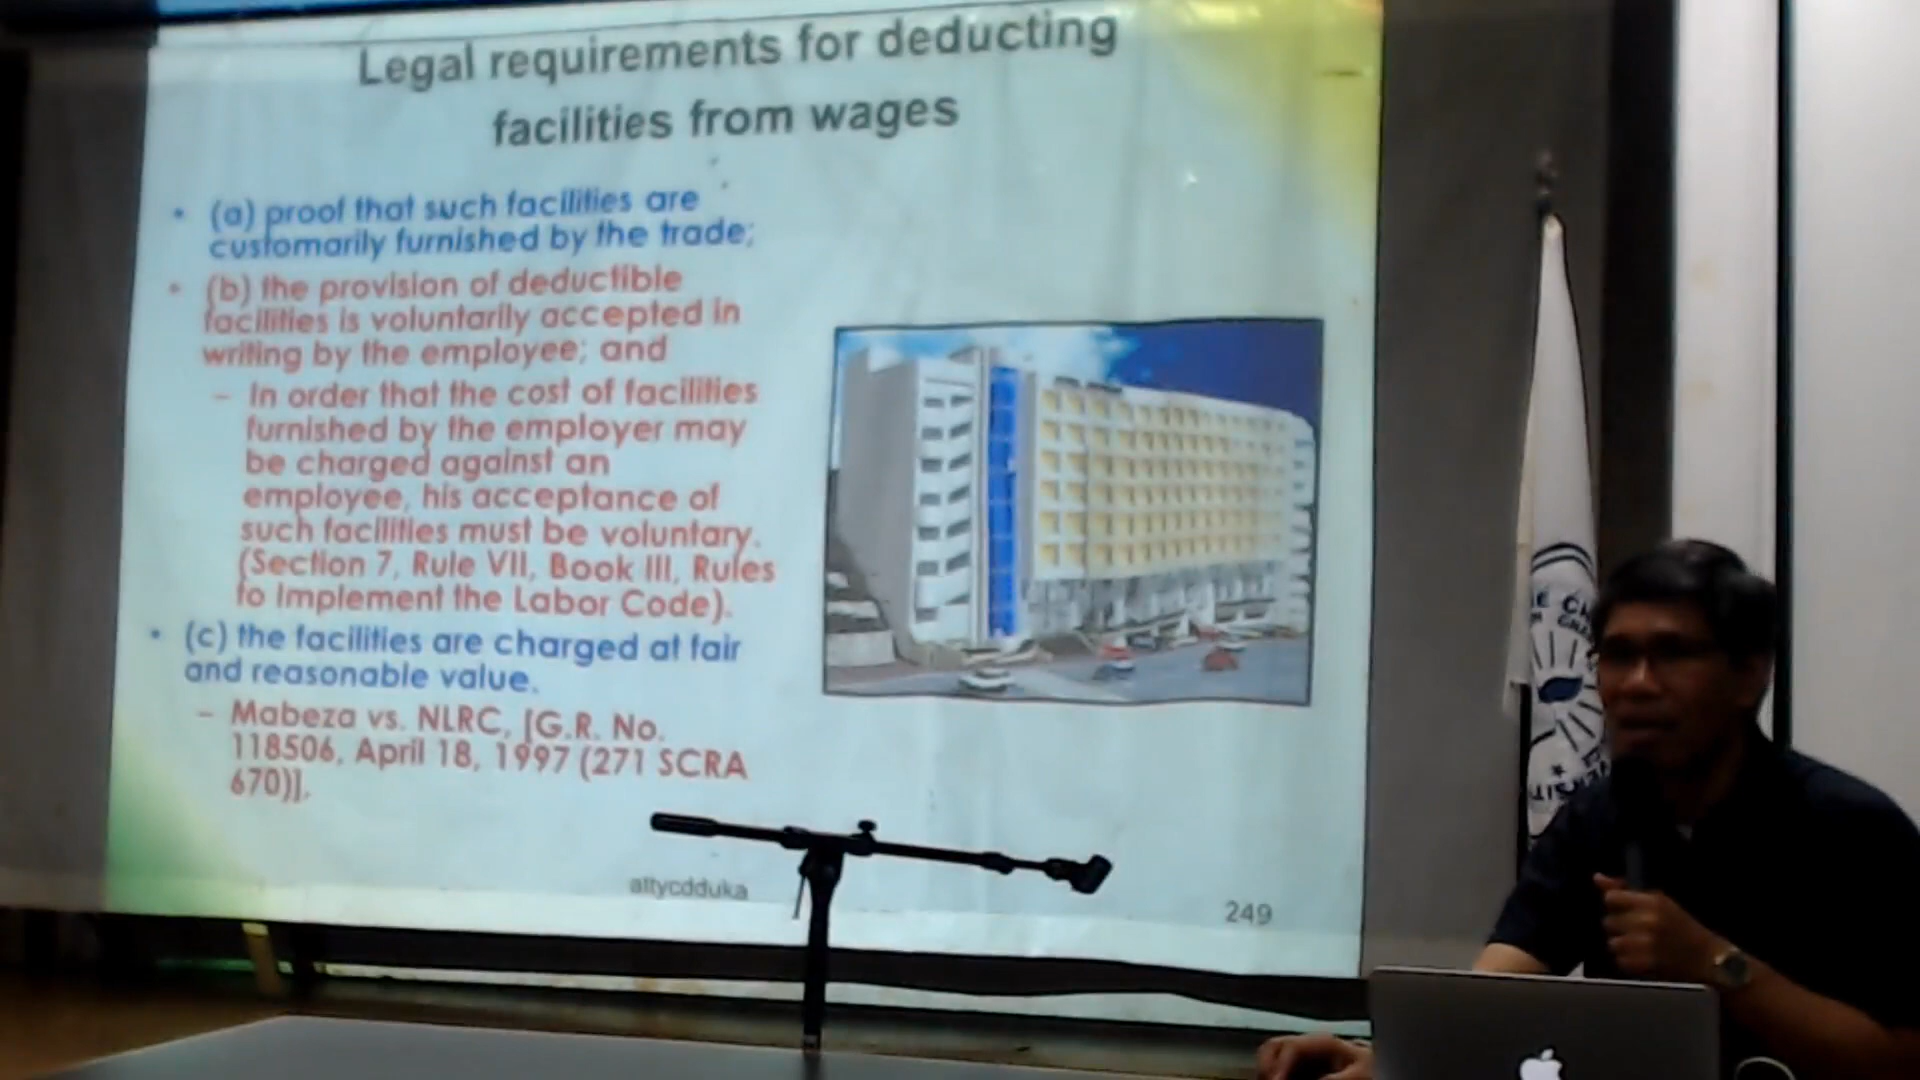 Legal requirements for deducting
facilities from wages
• (a) proof that such facilities are
customarily furnished by the trade;
• (b) the provision of deductible
facilities is voluntarily accepted in
writing by the employee; and
– In order that the cost of facilities
furnished by the employer may
be charged against an
employee, his acceptance of
such facilities must be voluntary.
(Section 7, Rule VII, Book III, Rules
to Implement the Labor Code).
• (c) the facilities are charged at fair
and reasonable value.
– Mabeza vs. NLRC, [G.R. No.
118506, April 18, 1997 (271 SCRA
670)].
attycdduka
249